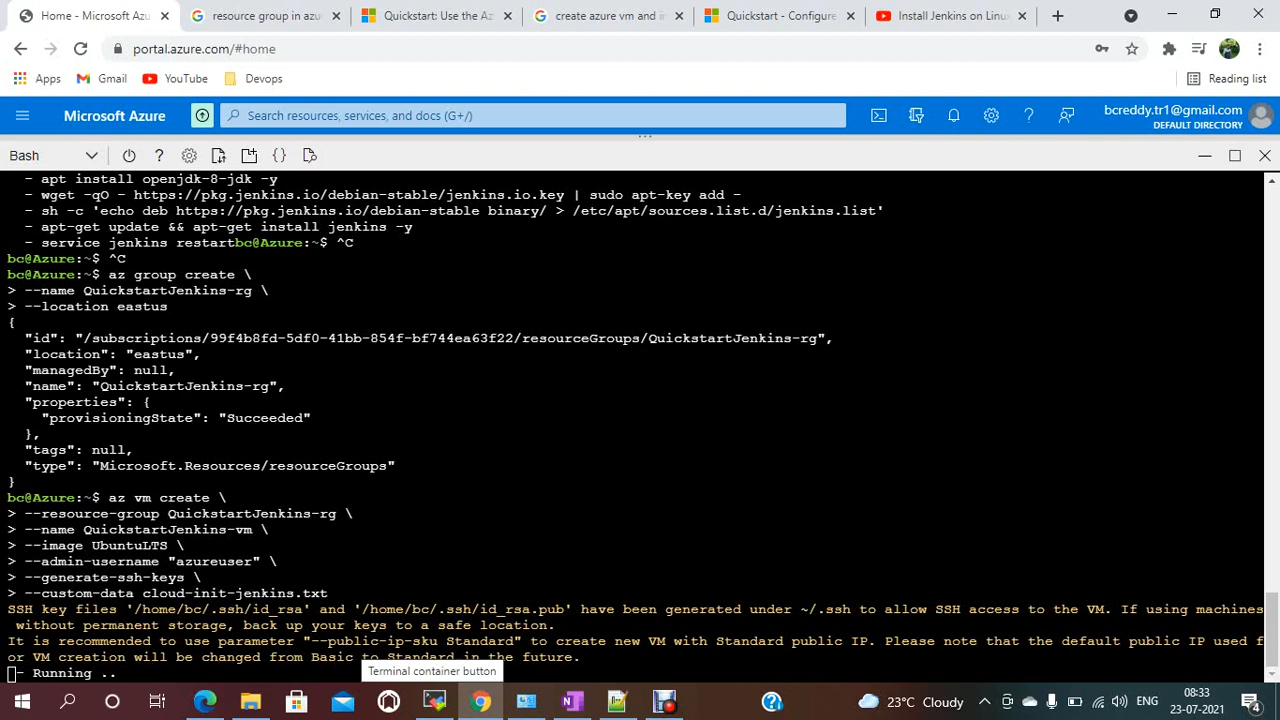 Home - Microsoft Azure
resource group in azu
Quickstart: Use the Az
create azure vm and in
Quickstart - Configure
Install Jenkins on Linux
portal.azure.com/#home
Apps
Gmail
YouTube
Devops
Reading list
Microsoft Azure
Search resources, services, and docs (G+/)
bcreddy.tr1@gmail.com
DEFAULT DIRECTORY
Bash
- apt install openjdk-8-jdk -y
- wget -qO - https://pkg.jenkins.io/debian-stable/jenkins.io.key | sudo apt-key add -
- sh -c 'echo deb https://pkg.jenkins.io/debian-stable binary/ > /etc/apt/sources.list.d/jenkins.list'
- apt-get update && apt-get install jenkins -y
- service jenkins restartbc@Azure:~$ ^C
bc@Azure:~$ ^C
bc@Azure:~$ az group create \
> --name QuickstartJenkins-rg \
> --location eastus
{
"id": "/subscriptions/99f4b8fd-5df0-41bb-854f-bf744ea63f22/resourceGroups/QuickstartJenkins-rg",
"location": "eastus",
"managedBy": null,
"name": "QuickstartJenkins-rg",
"properties": {
"provisioningState": "Succeeded"
},
"tags": null,
"type": "Microsoft.Resources/resourceGroups"
}
bc@Azure:~$ az vm create \
> --resource-group QuickstartJenkins-rg \
> --name QuickstartJenkins-vm \
> --image UbuntuLTS \
> --admin-username "azureuser" \
> --generate-ssh-keys \
> --custom-data cloud-init-jenkins.txt
SSH key files '/home/bc/.ssh/id_rsa' and '/home/bc/.ssh/id_rsa.pub' have been generated under ~/.ssh to allow SSH access to the VM. If using machines
without permanent storage, back up your keys to a safe location.
It is recommended to use parameter "--public-ip-sku Standard" to create new VM with Standard public IP. Please note that the default public IP used f
or VM creation will be changed from Basic to Standard in the future.
- Running ..
Terminal container button
23°C Cloudy
ENG
08:33
23-07-2021
4